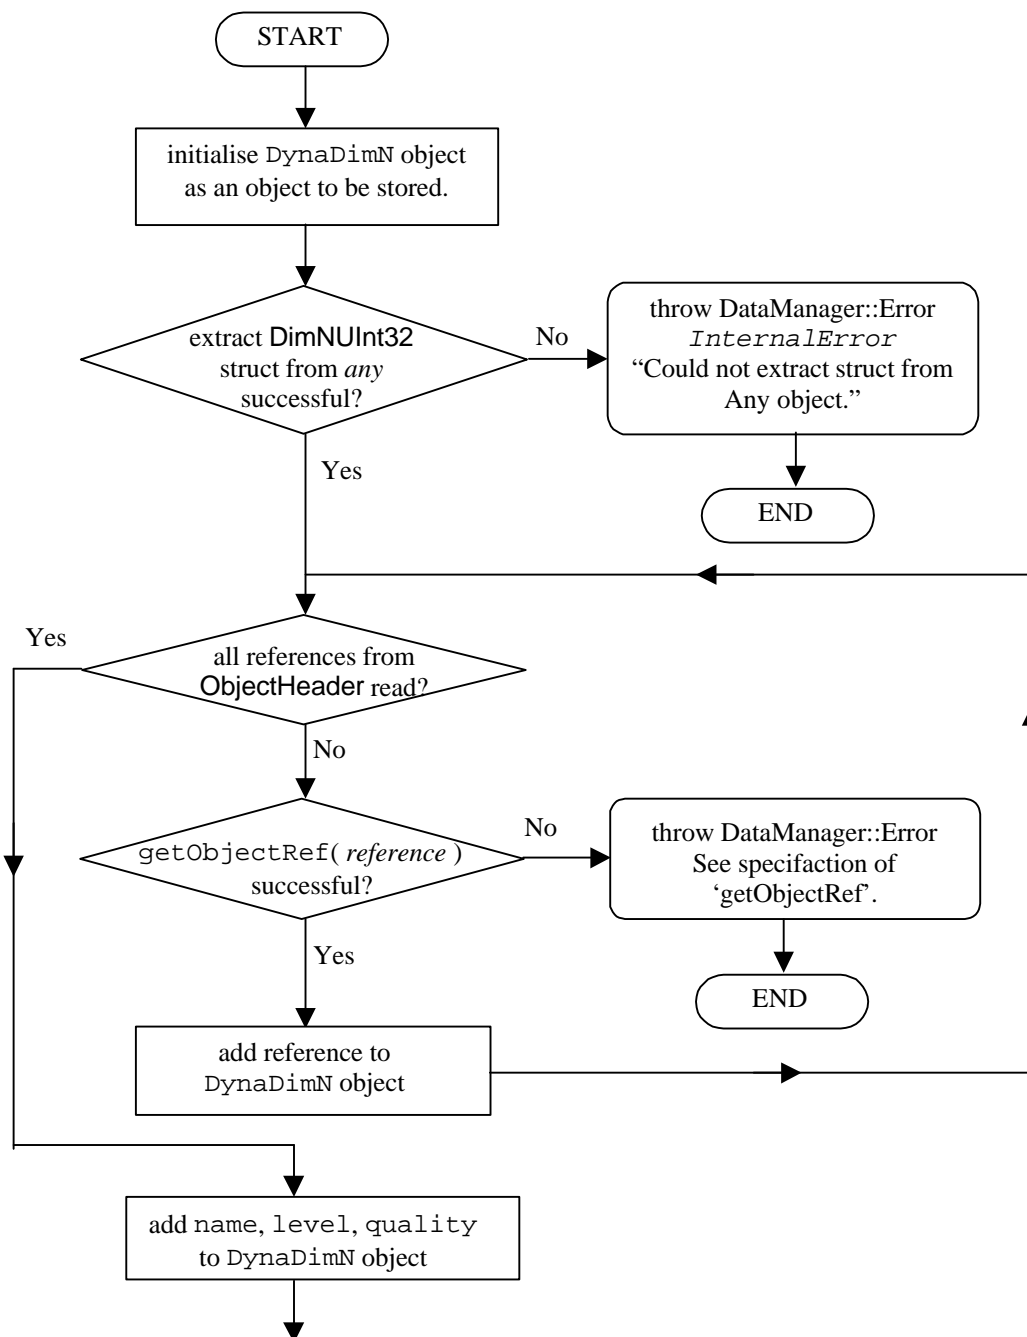 START
initialise DynaDimN object
as an object to be stored.
extract DimNUInt32
struct from any
successful?
No
throw DataManager::Error
InternalError
“Could not extract struct from
Any object.”
Yes
END
Yes
all references from
ObjectHeader read?
No
getObjectRef( reference )
successful?
No
throw DataManager::Error
See specifaction of
‘getObjectRef’.
Yes
END
add reference to
DynaDimN object
add name, level, quality
to DynaDimN object